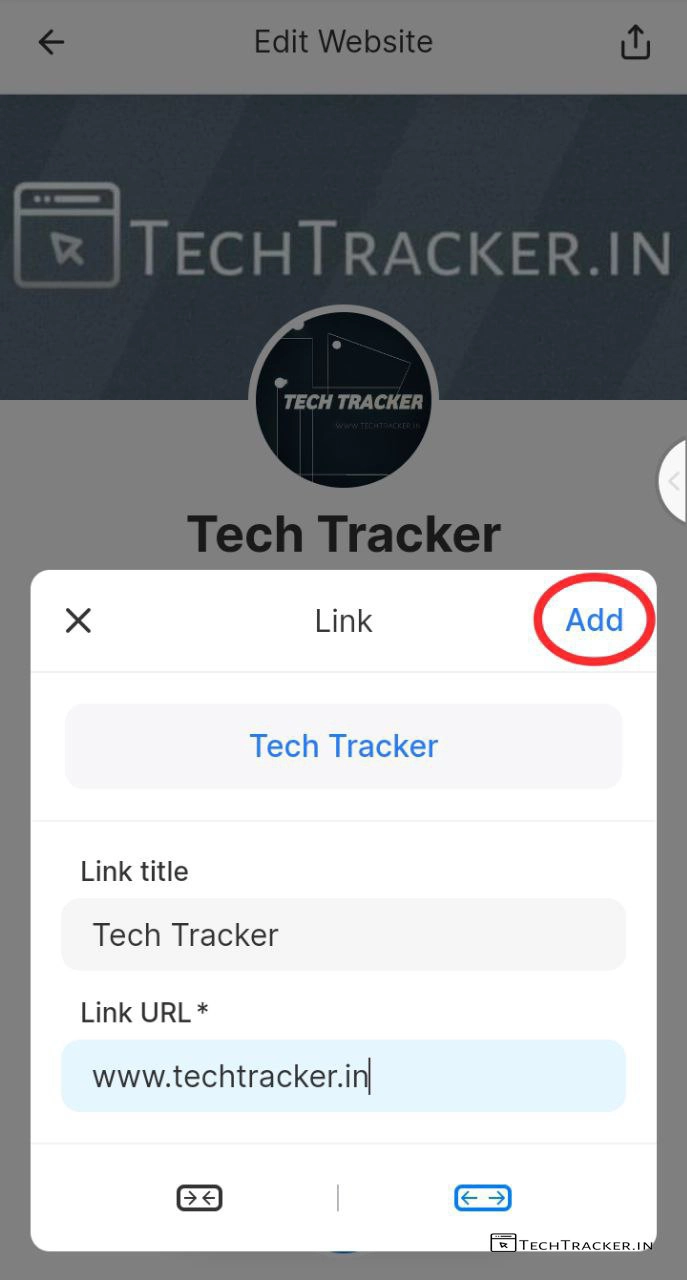 Edit Website
TECHTRACKER.IN
TECH TRACKER
WWW.TECHTRACKER.IN
Tech Tracker
Link
Add
Tech Tracker
Link title
Tech Tracker
Link URL*
www.techtracker.in
TECHTRACKER.IN